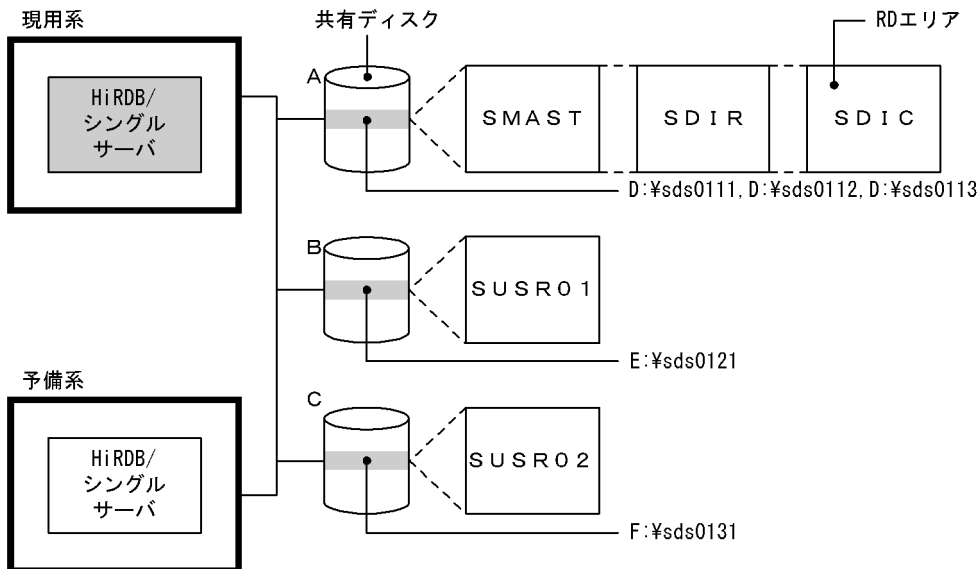 現用系
共有ディスク
RDエリア
HiRDB/
シングル
サーバ
A
SMAST
SDIR
SDIC
D:¥sds0111,D:¥sds0112,D:¥sds0113
B
SUSR01
E:¥sds0121
予備系
HiRDB/
シングル
サーバ
C
SUSR02
F:¥sds0131